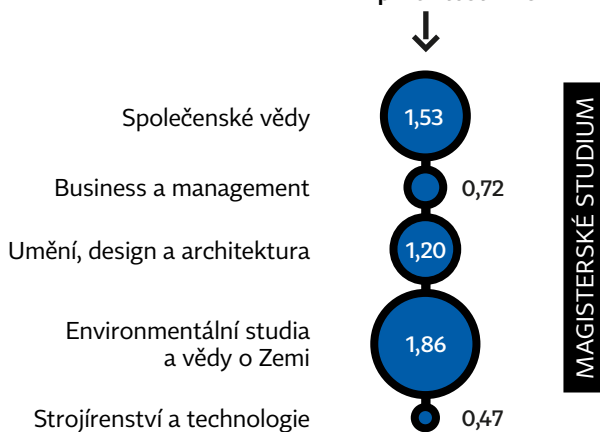 Společenské vědy
1,53
Business a management
0,72
Umění, design a architektura
1,20
Environmentální studia
a vědy o Zemi
1,86
Strojírenství a technologie
0,47
MAGISTERSKÉ STUDIUM